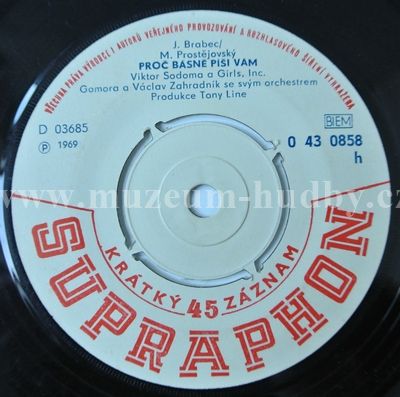 VŠECHNA PRÁVA VÝROBCE I AUTORŮ VEŘEJNÉHO PROVOZOVÁNÍ A ROZHLASOVÉHO ŠÍŘENÍ VYHRAZENA
J. Brabec/
M. Prostějovský
PROČ BÁSNĚ PÍŠI VÁM
Viktor Sodoma a Girls, Inc.
Gomora a Václav Zahradník se svým orchestrem
Produkce Tony Line
D 03685
BIEM
Ⓟ 1969
0 43 0858
h
www.muzeum-hudby.cz
KRÁTKÝ 45 ZÁZNAM
SUPRAPHON